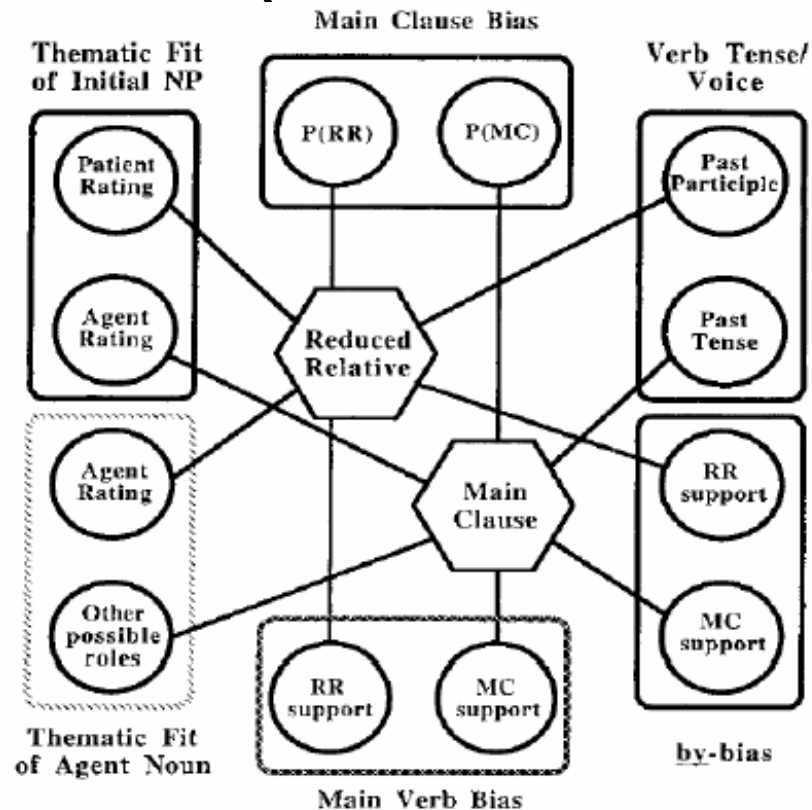 Main Clause Bias
Thematic Fit
of Initial NP
Verb Tense/
Voice
P(RR)
P(MC)
Patient
Rating
Past
Participle
Agent
Rating
Past
Tense
Reduced
Relative
Agent
Rating
RR
support
Main
Clause
Other
possible
roles
MC
support
RR
support
MC
support
Thematic Fit
of Agent Noun
by-bias
Main Verb Bias